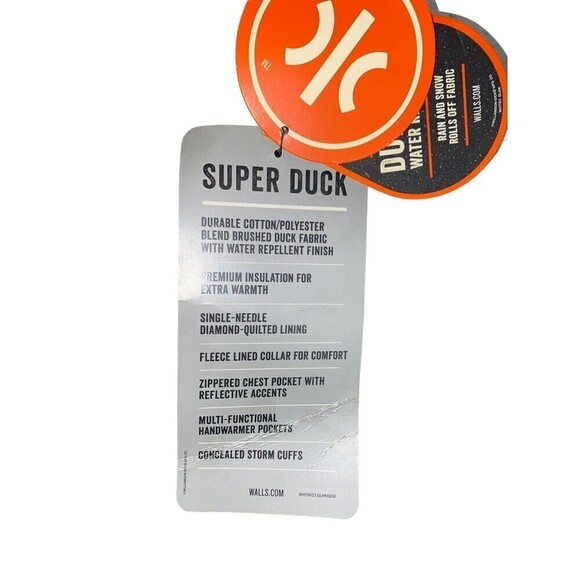 TM
DU
WATER
RAIN AND SNOW
ROLLS OFF FABRIC
WALLS.COM
SUPER DUCK
DURABLE COTTON/POLYESTER
BLEND BRUSHED DUCK FABRIC
WITH WATER REPELLENT FINISH
PREMIUM INSULATION FOR
EXTRA WARMTH
SINGLE-NEEDLE
DIAMOND-QUILTED LINING
FLEECE LINED COLLAR FOR COMFORT
ZIPPERED CHEST POCKET WITH
REFLECTIVE ACCENTS
MULTI-FUNCTIONAL
HANDWARMER POCKETS
CONCEALED STORM CUFFS
WALLS.COM